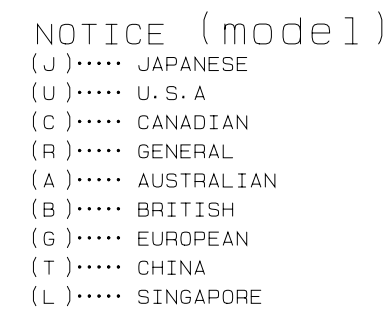 NOTICE (model)
(J)····· JAPANESE
(U)····· U.S.A
(C)····· CANADIAN
(R)····· GENERAL
(A)····· AUSTRALIAN
(B)····· BRITISH
(G)····· EUROPEAN
(T)····· CHINA
(L)····· SINGAPORE